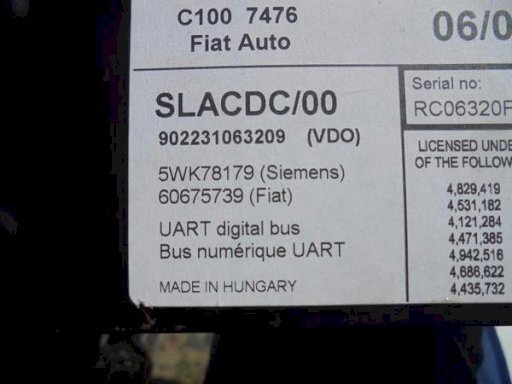 C100 7476
Fiat Auto
06/0
SLACDC/00
902231063209 (VDO)
5WK78179 (Siemens)
60675739 (Fiat)
UART digital bus
Bus numérique UART
MADE IN HUNGARY
Serial no:
RC06320F
LICENSED UNDE
OF THE FOLLOW
4,829,419
4,531,182
4,121,284
4,471,385
4,942,516
4,686,622
4,435,732